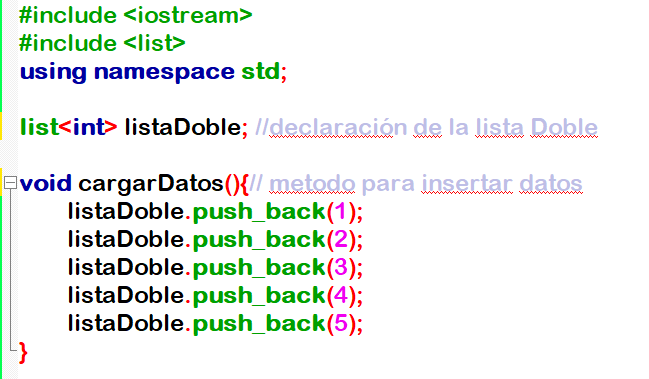 #include <iostream>
#include <list>
using namespace std;
list<int> listaDoble; //declaración de la lista Doble
void cargarDatos(){// metodo para insertar datos
listaDoble.push_back(1);
listaDoble.push_back(2);
listaDoble.push_back(3);
listaDoble.push_back(4);
listaDoble.push_back(5);
}